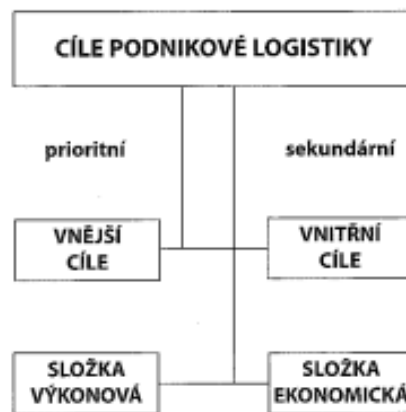 CÍLE PODNIKOVÉ LOGISTIKY
prioritní
sekundární
VNĚJŠÍ
CÍLE
VNITŘNÍ
CÍLE
SLOŽKA
VÝKONOVÁ
SLOŽKA
EKONOMICKÁ